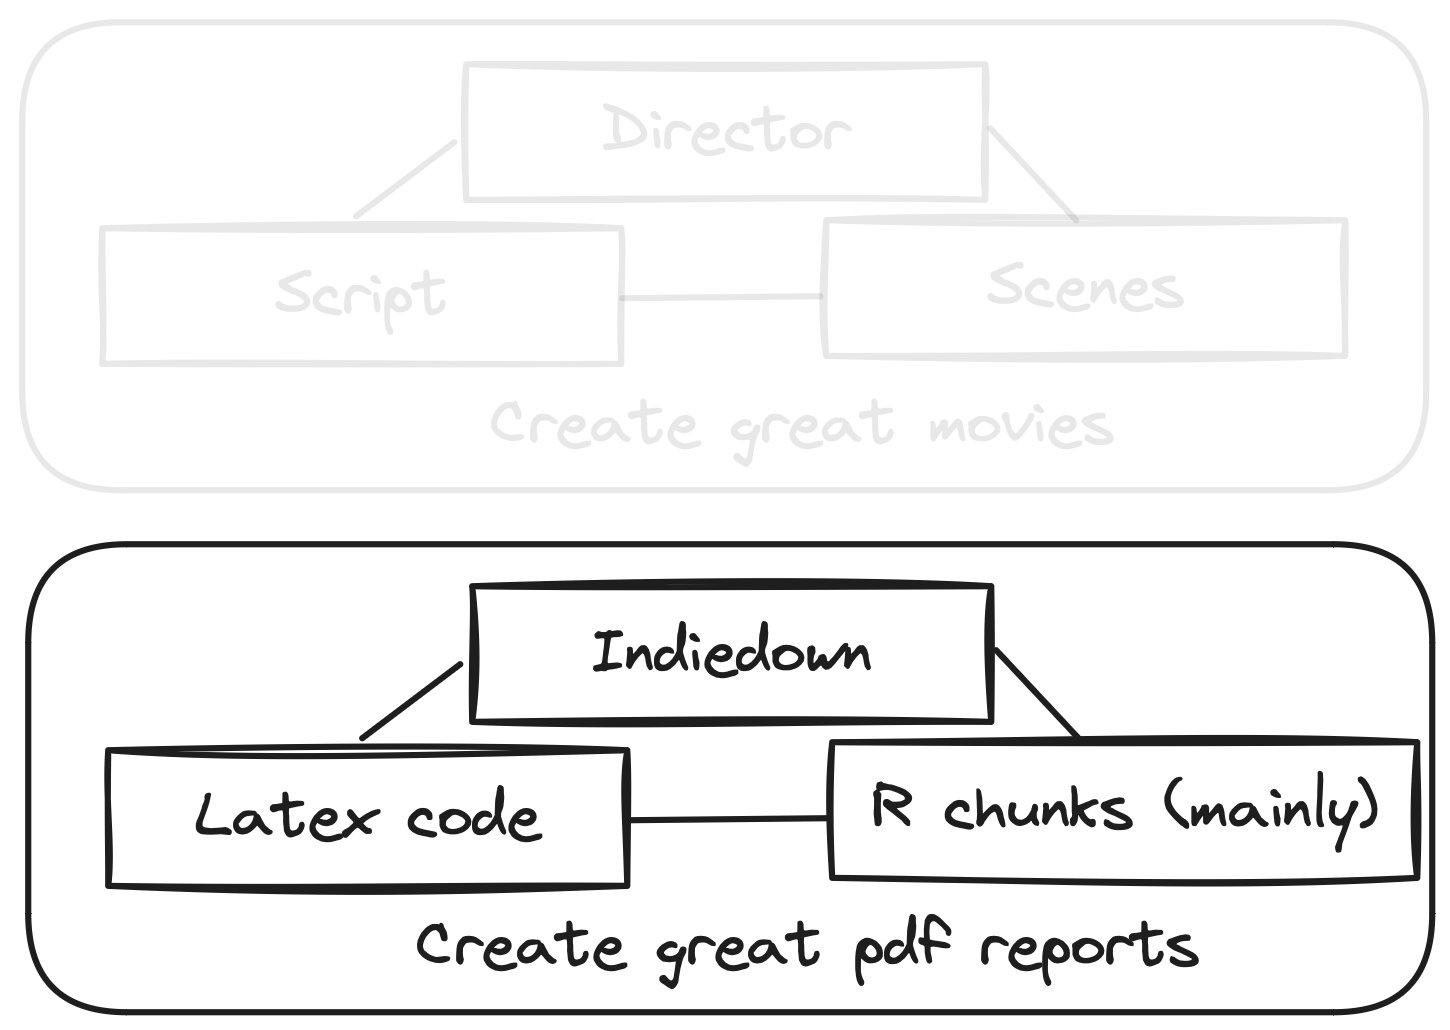 Director
Script
Scenes
Create great movies
Indiedown
Latex code
R chunks (mainly)
Create great pdf reports